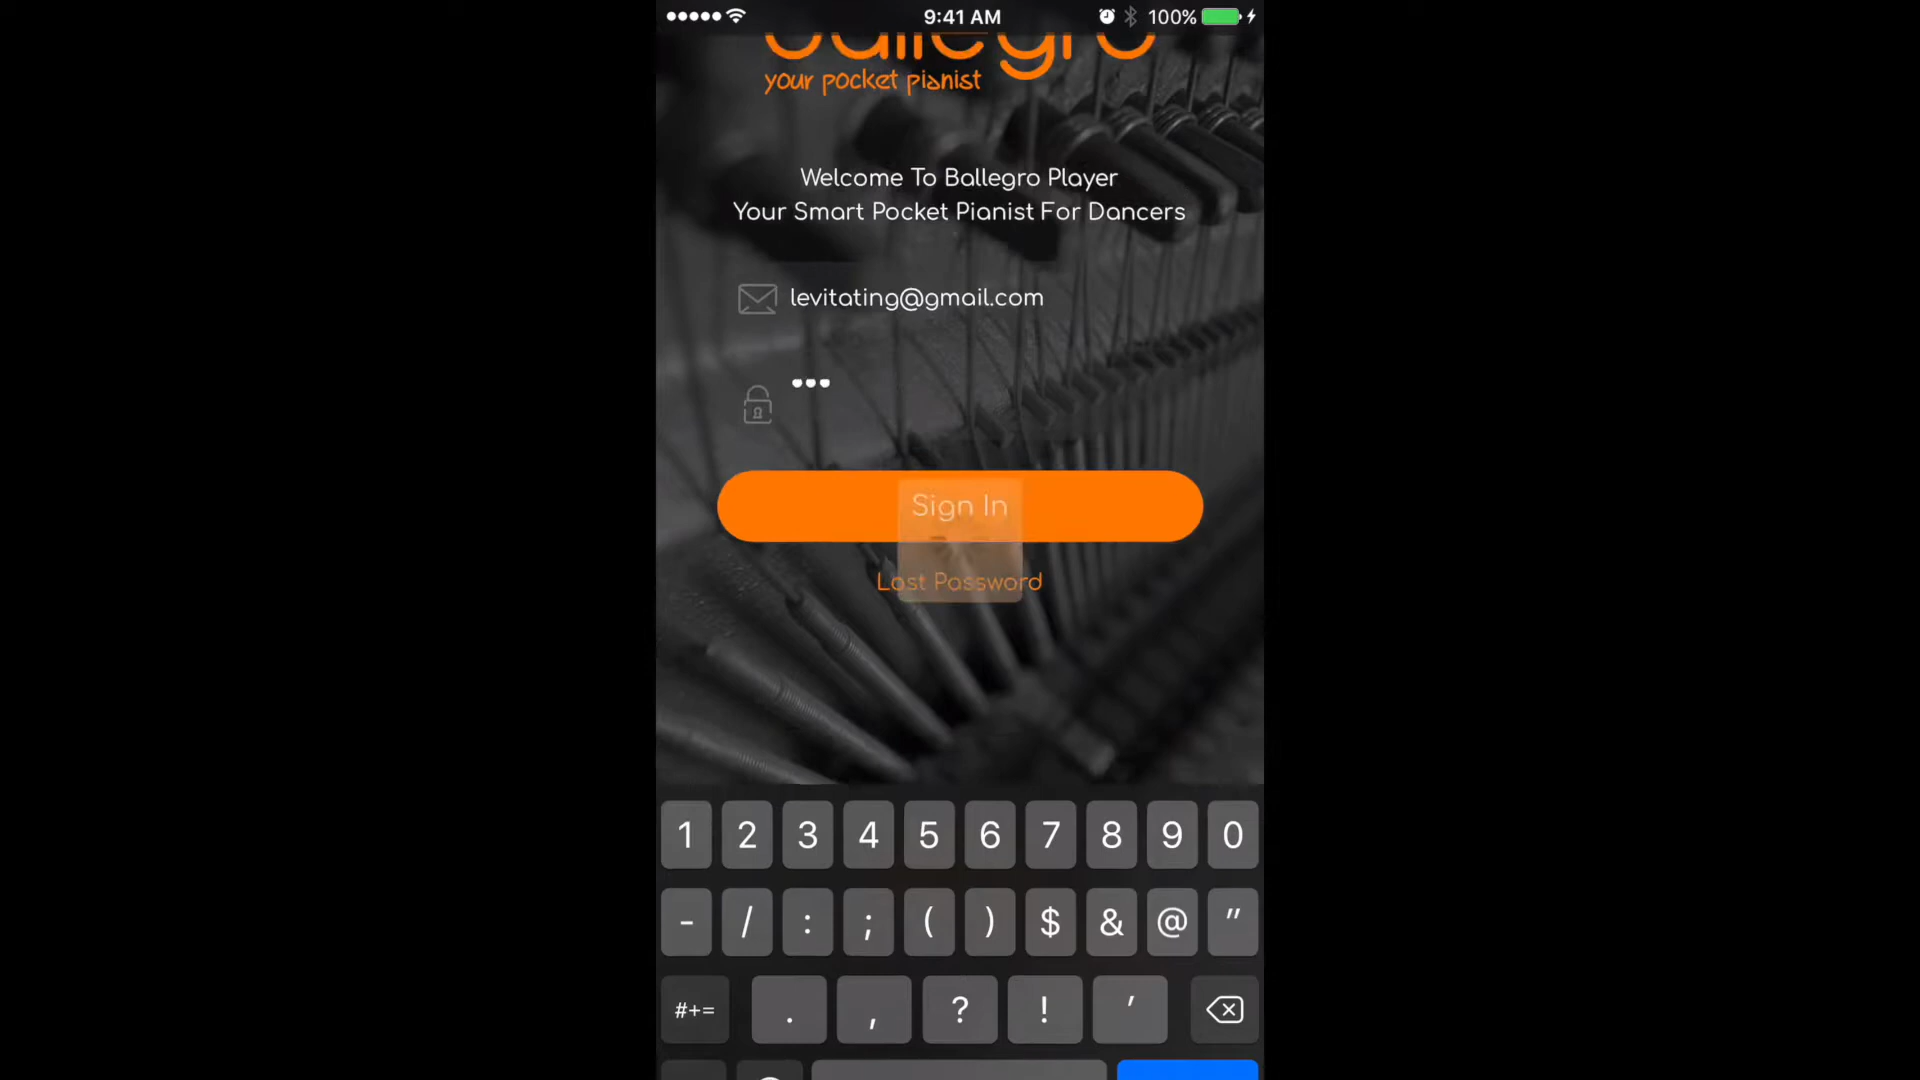 9:41 AM 100%
ballegro
your pocket pianist
Welcome To Ballegro Player
Your Smart Pocket Pianist For Dancers
levitating@gmail.com
•••
Sign In
Lost Password
1 2 3 4 5 6 7 8 9 0
- / : ; ( ) $ & @ "
#+= . , ? ! '